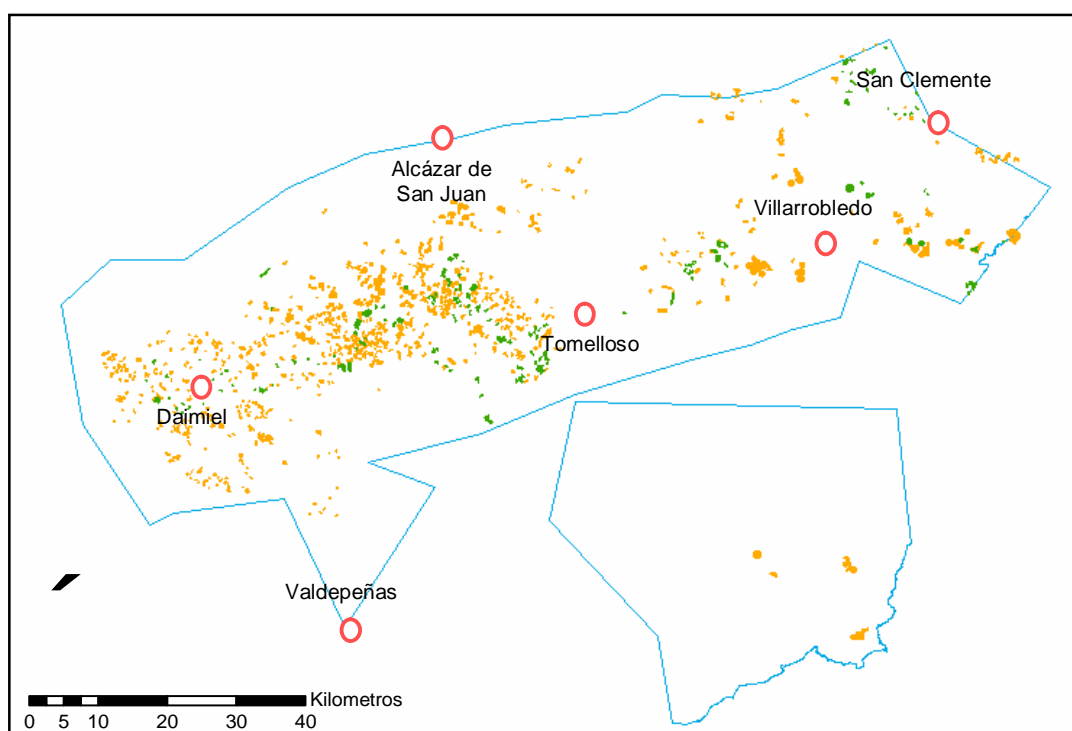 San Clemente
Alcázar de
San Juan
Villarrobledo
Tomelloso
Daimiel
Valdepeñas
Kilometros
0 5 10 20 30 40